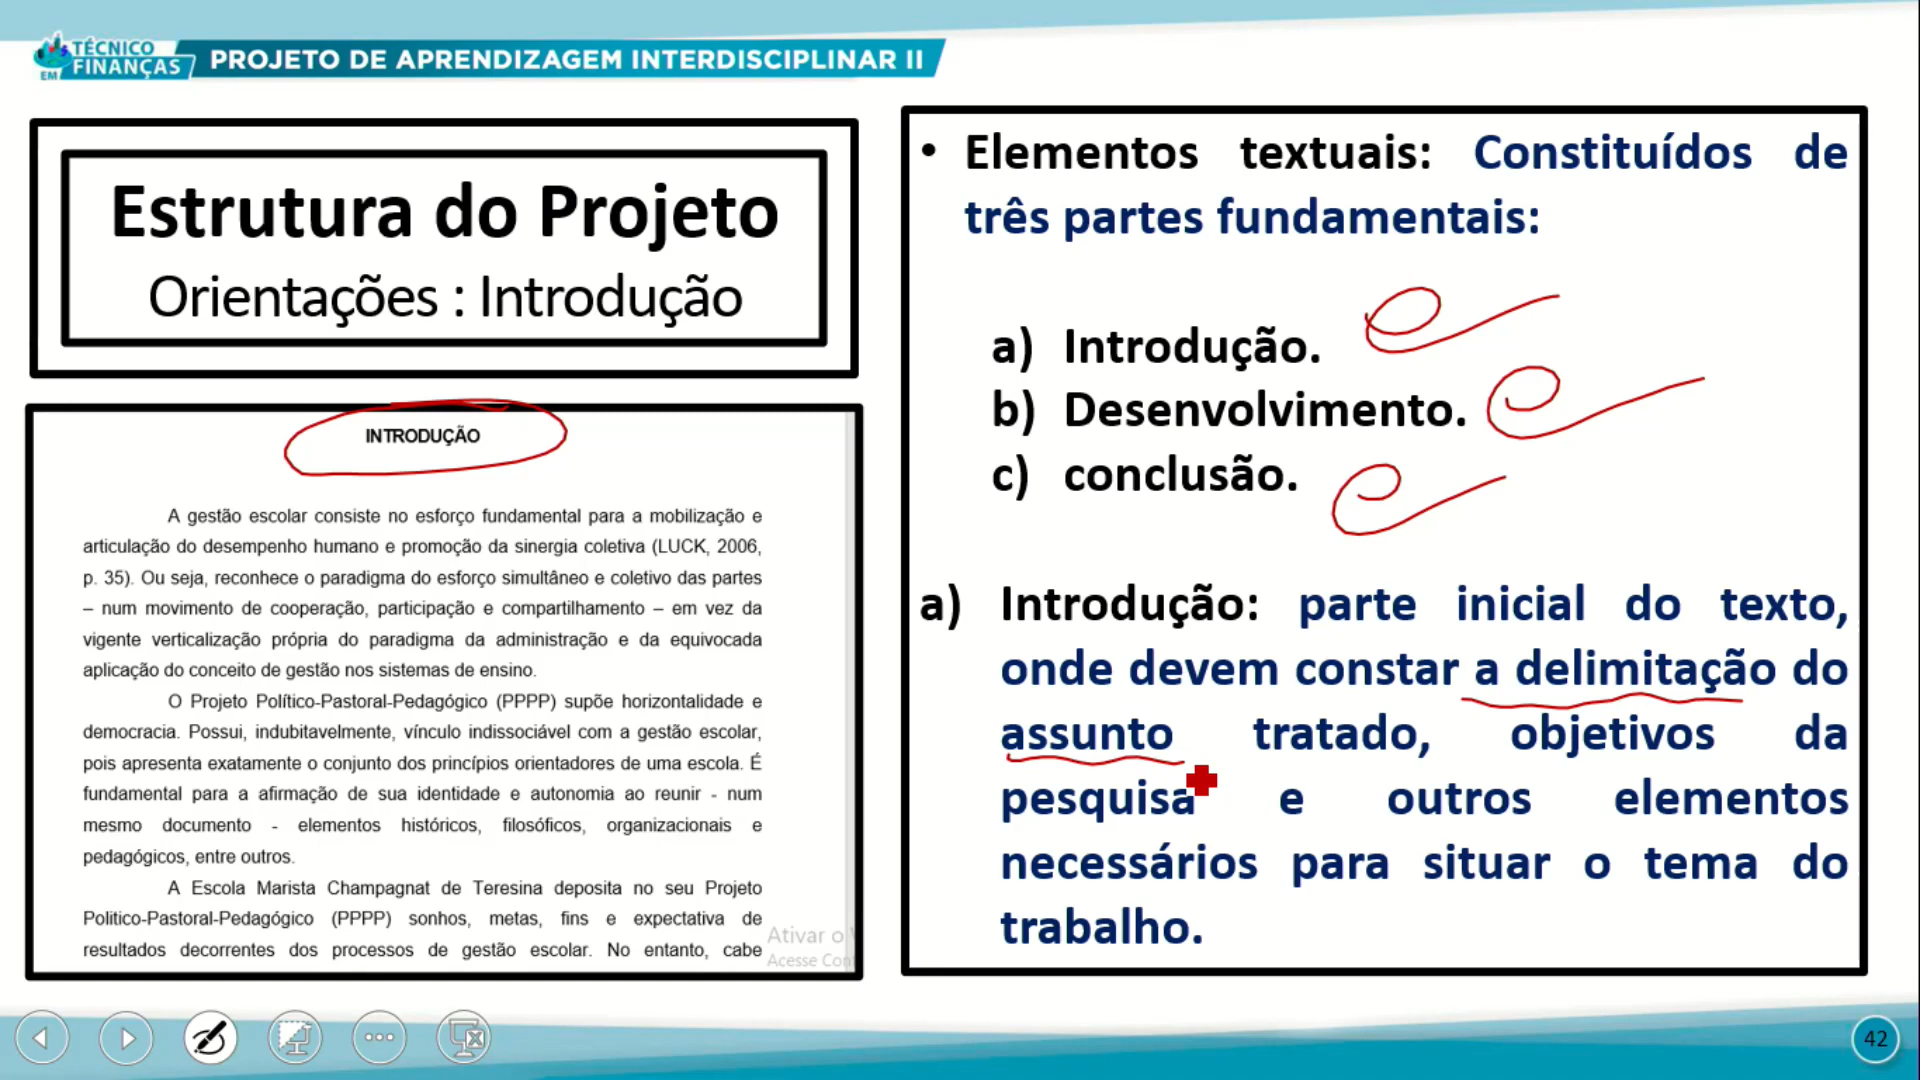 TÉCNICO
EM FINANÇAS
PROJETO DE APRENDIZAGEM INTERDISCIPLINAR II
Estrutura do Projeto
Orientações : Introdução
INTRODUÇÃO
A gestão escolar consiste no esforço fundamental para a mobilização e
articulação do desempenho humano e promoção da sinergia coletiva (LUCK, 2006,
p. 35). Ou seja, reconhece o paradigma do esforço simultâneo e coletivo das partes
– num movimento de cooperação, participação e compartilhamento – em vez da
vigente verticalização própria do paradigma da administração e da equivocada
aplicação do conceito de gestão nos sistemas de ensino.
O Projeto Político-Pastoral-Pedagógico (PPPP) supõe horizontalidade e
democracia. Possui, indubitavelmente, vínculo indissociável com a gestão escolar,
pois apresenta exatamente o conjunto dos princípios orientadores de uma escola. É
fundamental para a afirmação de sua identidade e autonomia ao reunir - num
mesmo documento - elementos históricos, filosóficos, organizacionais e
pedagógicos, entre outros.
A Escola Marista Champagnat de Teresina deposita no seu Projeto
Politico-Pastoral-Pedagógico (PPPP) sonhos, metas, fins e expectativa de
resultados decorrentes dos processos de gestão escolar. No entanto, cabe
Ativar o
Acesse
• Elementos textuais: Constituídos de
três partes fundamentais:
a) Introdução.
b) Desenvolvimento.
c) conclusão.
a) Introdução: parte inicial do texto,
onde devem constar a delimitação do
assunto tratado, objetivos da
pesquisa e outros elementos
necessários para situar o tema do
trabalho.
42